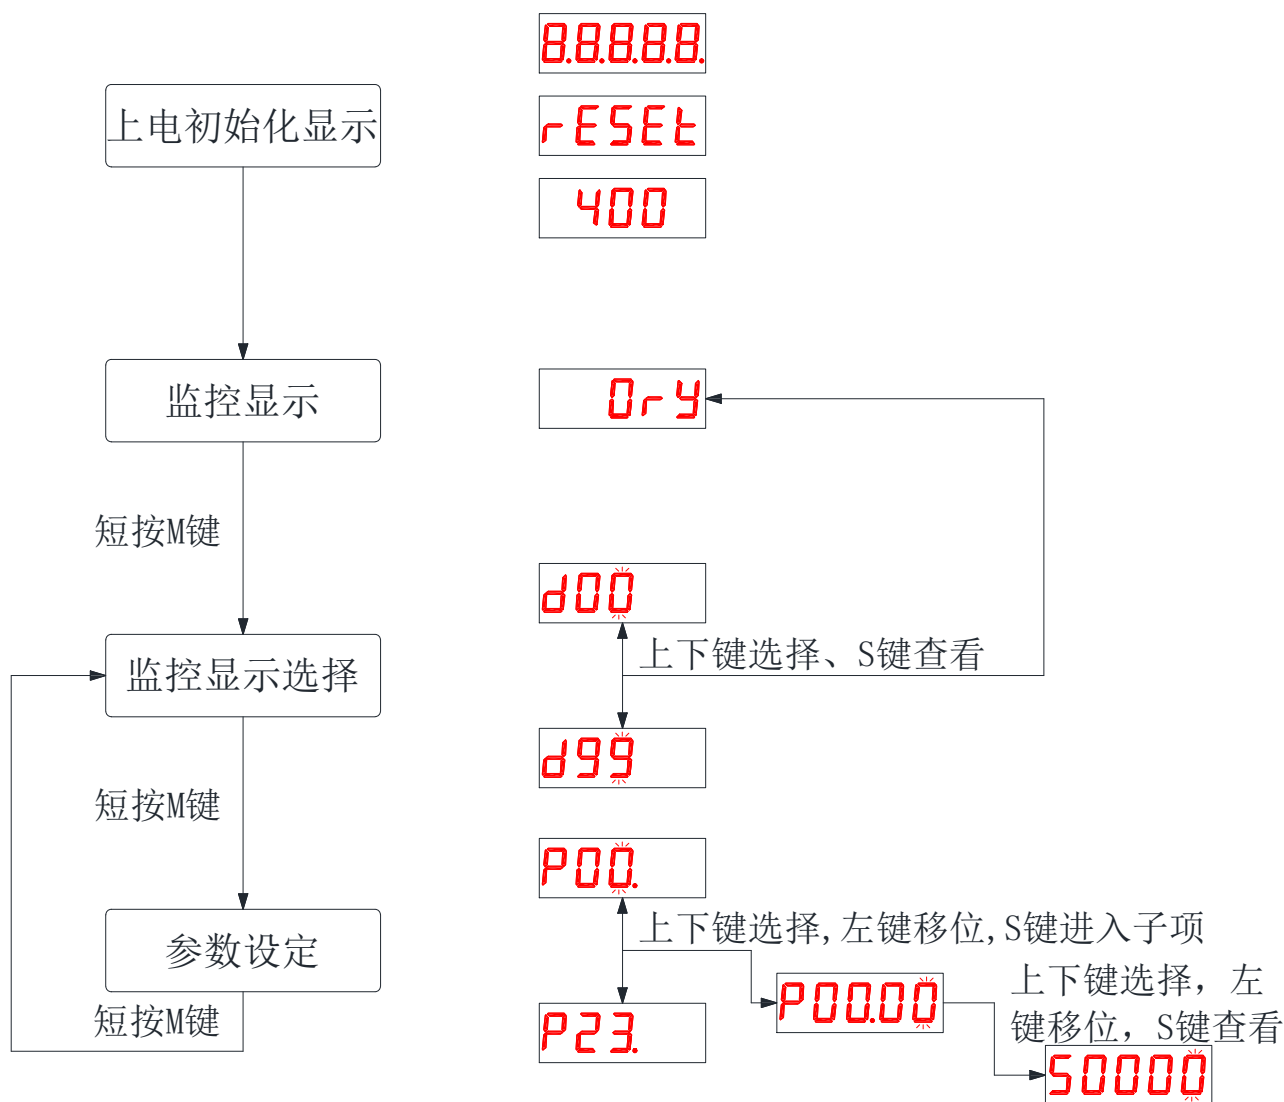 8.8.8.8.8.
rESEt
上电初始化显示
400
监控显示
0rY
短按M键
d00
上下键选择、S键查看
监控显示选择
d99
短按M键
P00.
上下键选择,左键移位,S键进入子项
参数设定
P00.00
上下键选择，左
键移位，S键查看
短按M键
P23.
50000